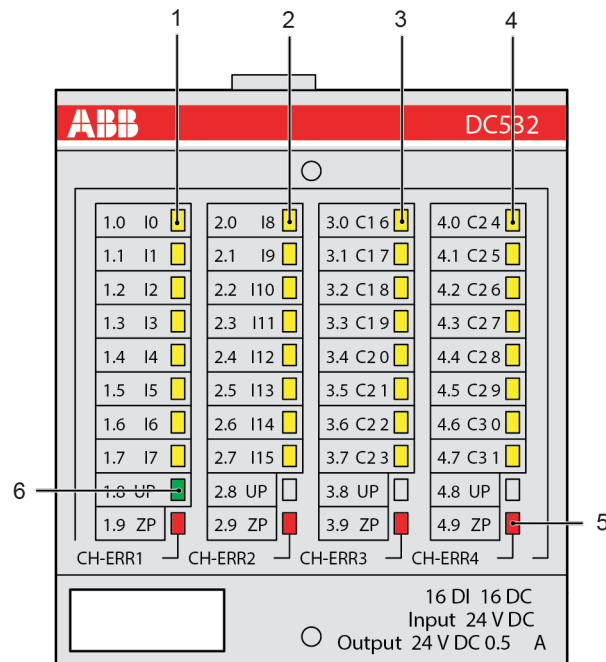 1 2 3 4
ABB DC532
1.0 I0 2.0 I8 3.0 C16 4.0 C24
1.1 I1 2.1 I9 3.1 C17 4.1 C25
1.2 I2 2.2 I10 3.2 C18 4.2 C26
1.3 I3 2.3 I11 3.3 C19 4.3 C27
1.4 I4 2.4 I12 3.4 C20 4.4 C28
1.5 I5 2.5 I13 3.5 C21 4.5 C29
1.6 I6 2.6 I14 3.6 C22 4.6 C30
1.7 I7 2.7 I15 3.7 C23 4.7 C31
6 1.8 UP 2.8 UP 3.8 UP 4.8 UP
1.9 ZP 2.9 ZP 3.9 ZP 4.9 ZP 5
CH-ERR1 CH-ERR2 CH-ERR3 CH-ERR4
16 DI 16 DC
Input 24 V DC
Output 24 V DC 0.5 A